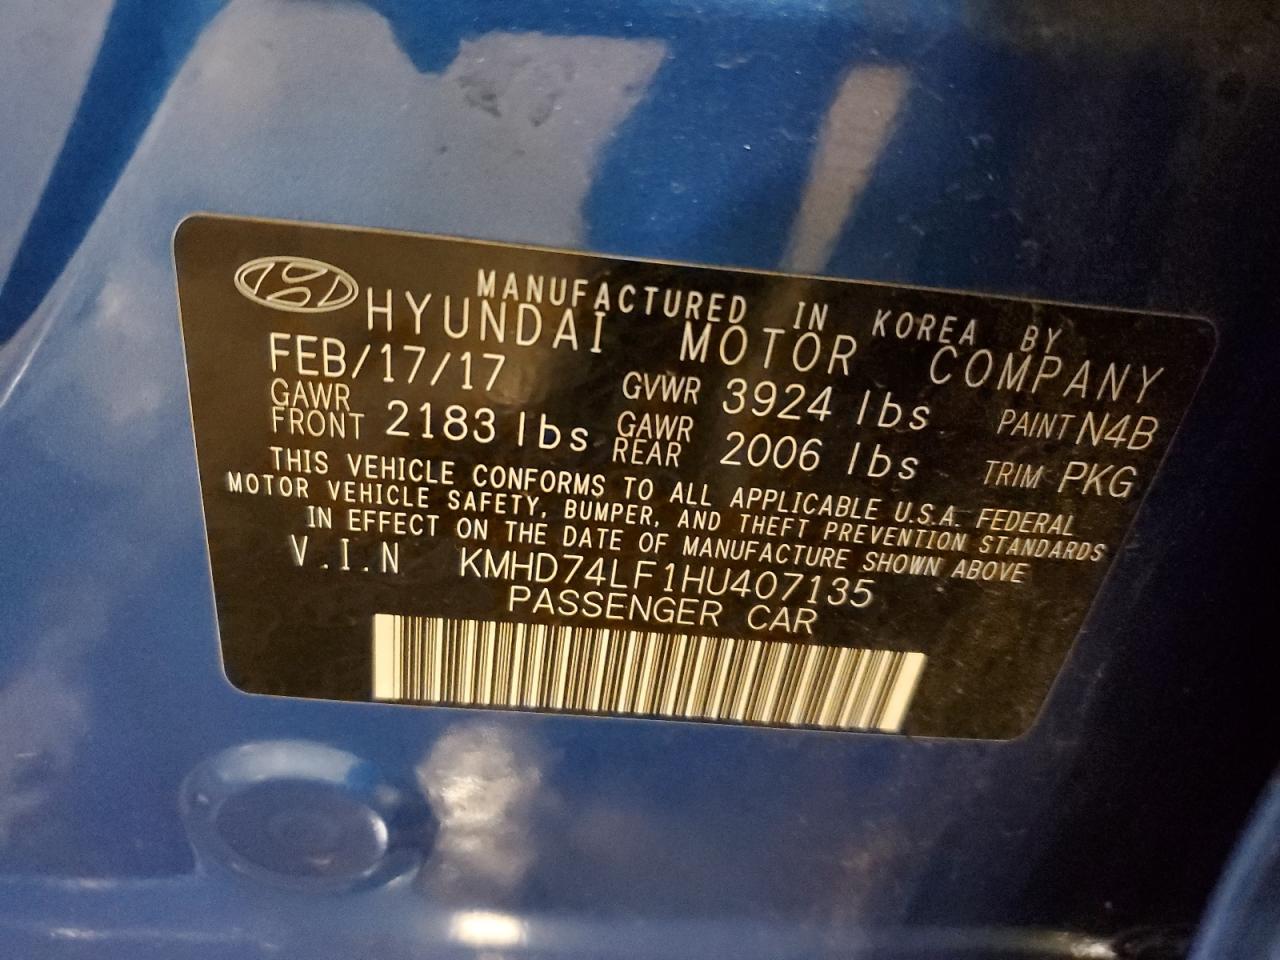 MANUFACTURED IN KOREA BY
HYUNDAI MOTOR COMPANY
FEB/17/17 GVWR 3924 lbs PAINT N4B
GAWR FRONT 2183 lbs GAWR REAR 2006 lbs TRIM PKG
THIS VEHICLE CONFORMS TO ALL APPLICABLE U.S.A. FEDERAL
MOTOR VEHICLE SAFETY, BUMPER, AND THEFT PREVENTION STANDARDS
IN EFFECT ON THE DATE OF MANUFACTURE SHOWN ABOVE
V.I.N KMHD74LF1HU407135
PASSENGER CAR